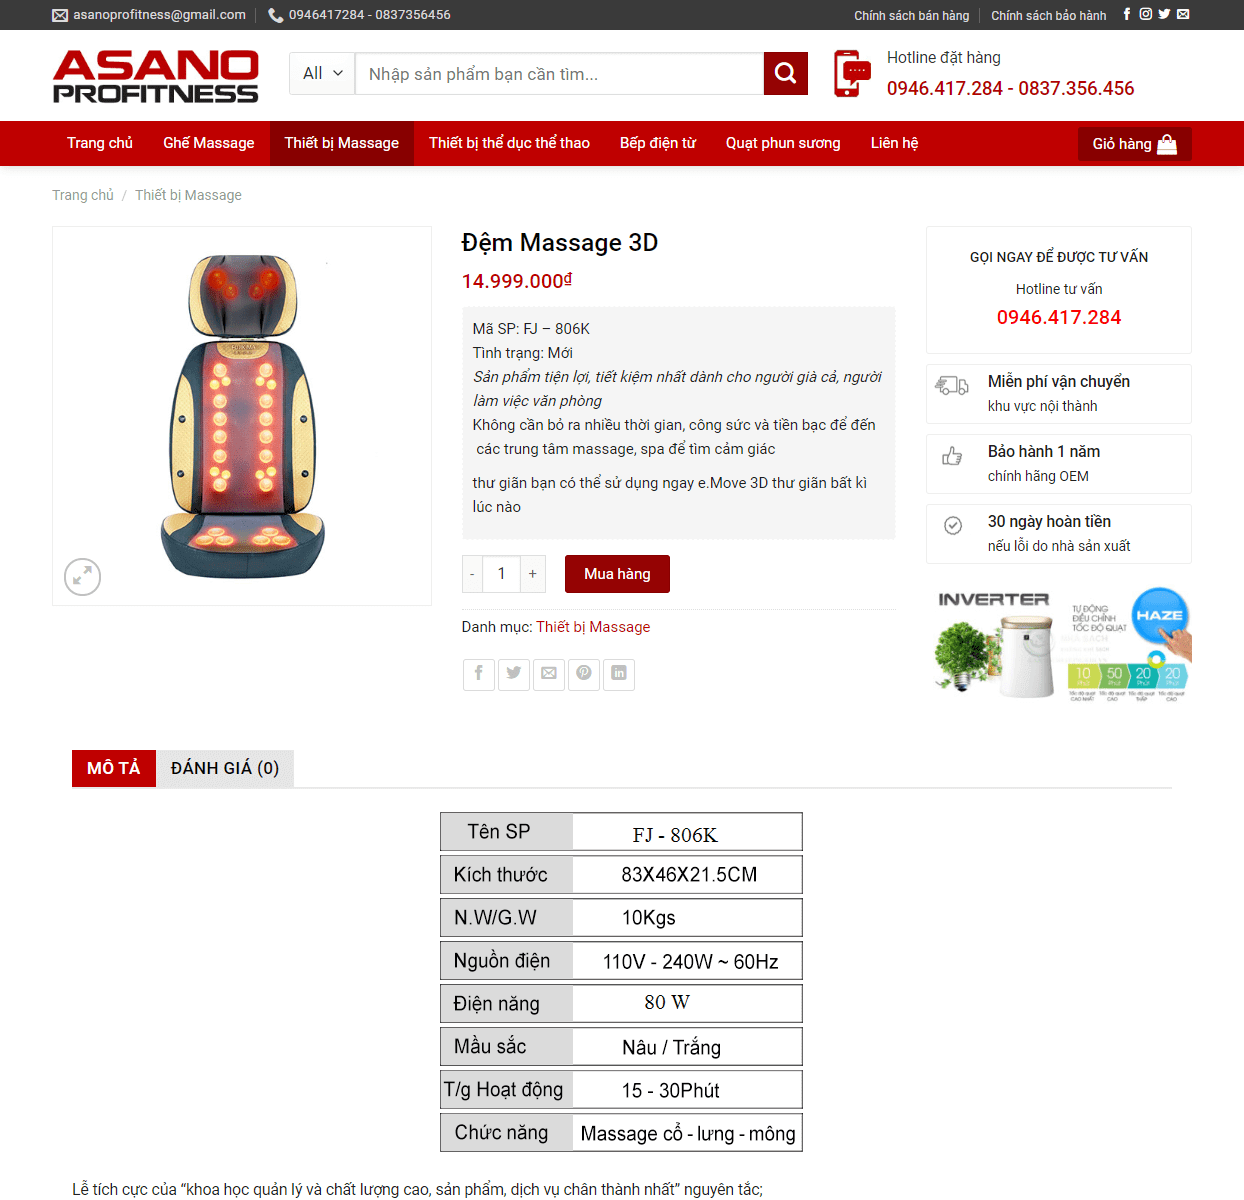 asanoprofitness@gmail.com
0946417284 - 0837356456
Chính sách bán hàng
Chính sách bảo hành
ASANO
PROFITNESS
All
Nhập sản phẩm bạn cần tìm...
Hotline đặt hàng
0946.417.284 - 0837.356.456
Trang chủ
Ghế Massage
Thiết bị Massage
Thiết bị thể dục thể thao
Bếp điện từ
Quạt phun sương
Liên hệ
Giỏ hàng
Trang chủ / Thiết bị Massage
Đệm Massage 3D
14.999.000₫
Mã SP: FJ – 806K
Tình trạng: Mới
Sản phẩm tiện lợi, tiết kiệm nhất dành cho người già cả, người
làm việc văn phòng
Không cần bỏ ra nhiều thời gian, công sức và tiền bạc để đến
các trung tâm massage, spa để tìm cảm giác
thư giãn bạn có thể sử dụng ngay e.Move 3D thư giãn bất kì
lúc nào
- 1 +
Mua hàng
Danh mục: Thiết bị Massage
GỌI NGAY ĐỂ ĐƯỢC TƯ VẤN
Hotline tư vấn
0946.417.284
Miễn phí vận chuyển
khu vực nội thành
Bảo hành 1 năm
chính hãng OEM
30 ngày hoàn tiền
nếu lỗi do nhà sản xuất
INVERTER
TỰ ĐỘNG
ĐIỀU CHỈNH
TỐC ĐỘ QUẠT
HAZE
10 50 20 20
MÔ TẢ
ĐÁNH GIÁ (0)
Tên SP FJ - 806K
Kích thước 83X46X21.5CM
N.W/G.W 10Kgs
Nguồn điện 110V - 240W ~ 60Hz
Điện năng 80 W
Mầu sắc Nâu / Trắng
T/g Hoạt động 15 - 30Phút
Chức năng Massage cổ - lưng - mông
Lễ tích cực của “khoa học quản lý và chất lượng cao, sản phẩm, dịch vụ chân thành nhất” nguyên tắc;